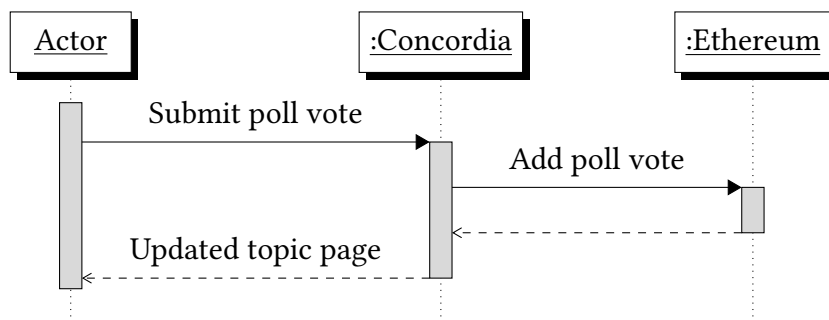 Actor
:Concordia
:Ethereum
Submit poll vote
Add poll vote
Updated topic page